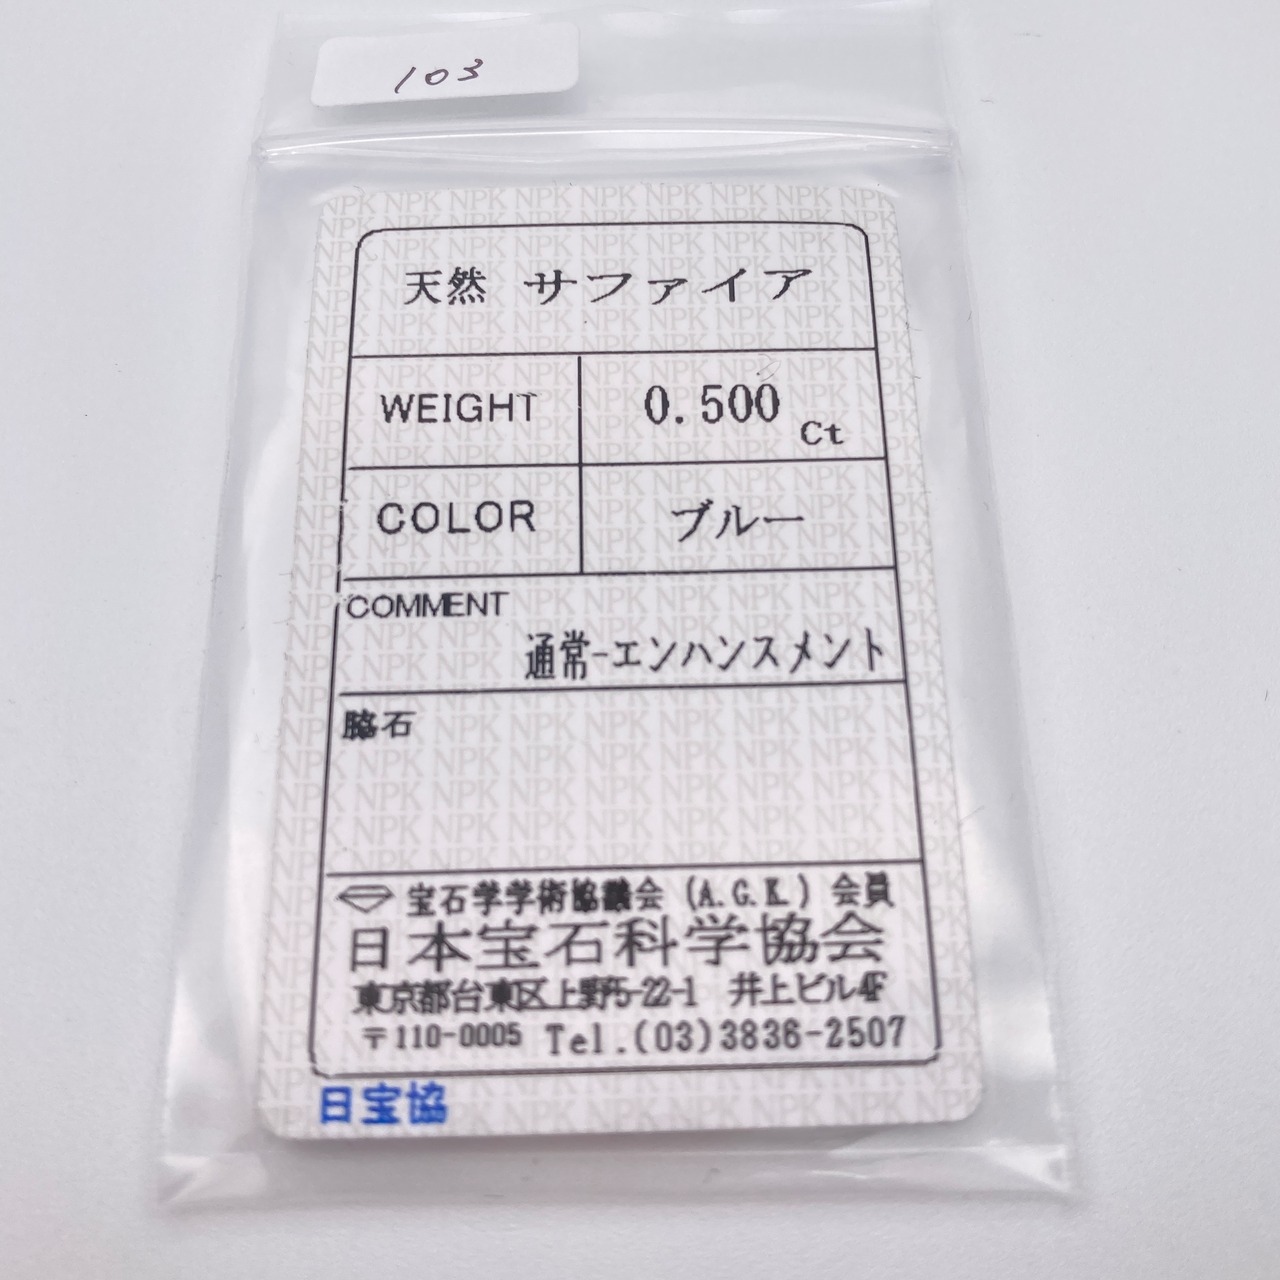 103
天然 サファイア
WEIGHT 0.500 Ct
COLOR ブルー
COMMENT
通常-エンハンスメント
脇石
宝石学学術協議会 (A.G.K.) 会員
日本宝石科学協会
東京都台東区上野5-22-1 井上ビル4F
〒110-0005 Tel.(03)3836-2507
日宝協